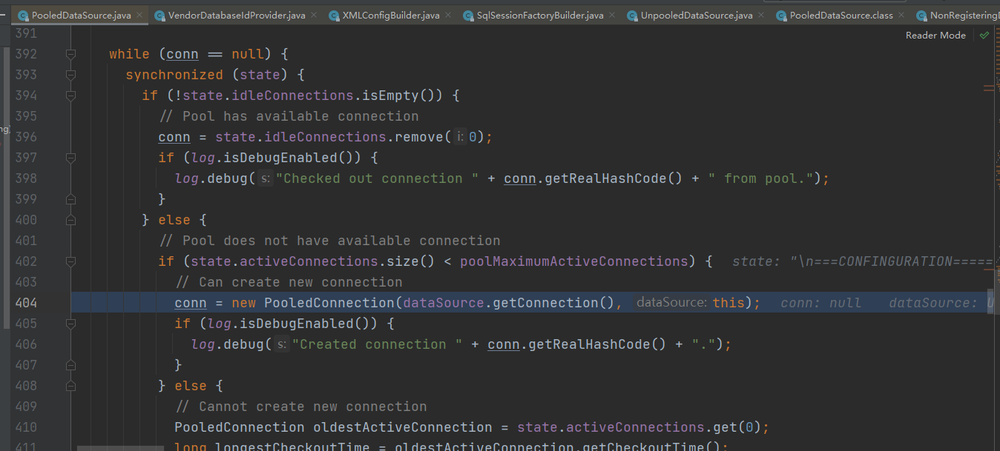 PooledDataSource.java VendorDatabaseIdProvider.java XMLConfigBuilder.java SqlSessionFactoryBuilder.java UnpooledDataSource.java PooledDataSource.class NonRegistering
391
Reader Mode
392 while (conn == null) {
393 synchronized (state) {
394 if (!state.idleConnections.isEmpty()) {
395 // Pool has available connection
396 conn = state.idleConnections.remove( i: 0);
397 if (log.isDebugEnabled()) {
398 log.debug( s: "Checked out connection " + conn.getRealHashCode() + " from pool.");
399 }
400 } else {
401 // Pool does not have available connection
402 if (state.activeConnections.size() < poolMaximumActiveConnections) { state: "\n===CONFINGURATION=====
403 // Can create new connection
404 conn = new PooledConnection(dataSource.getConnection(), dataSource: this); conn: null dataSource: U
405 if (log.isDebugEnabled()) {
406 log.debug( s: "Created connection " + conn.getRealHashCode() + ".");
407 }
408 } else {
409 // Cannot create new connection
410 PooledConnection oldestActiveConnection = state.activeConnections.get(0);
411 long longestCheckoutTime = oldestActiveConnection.getCheckoutTime();